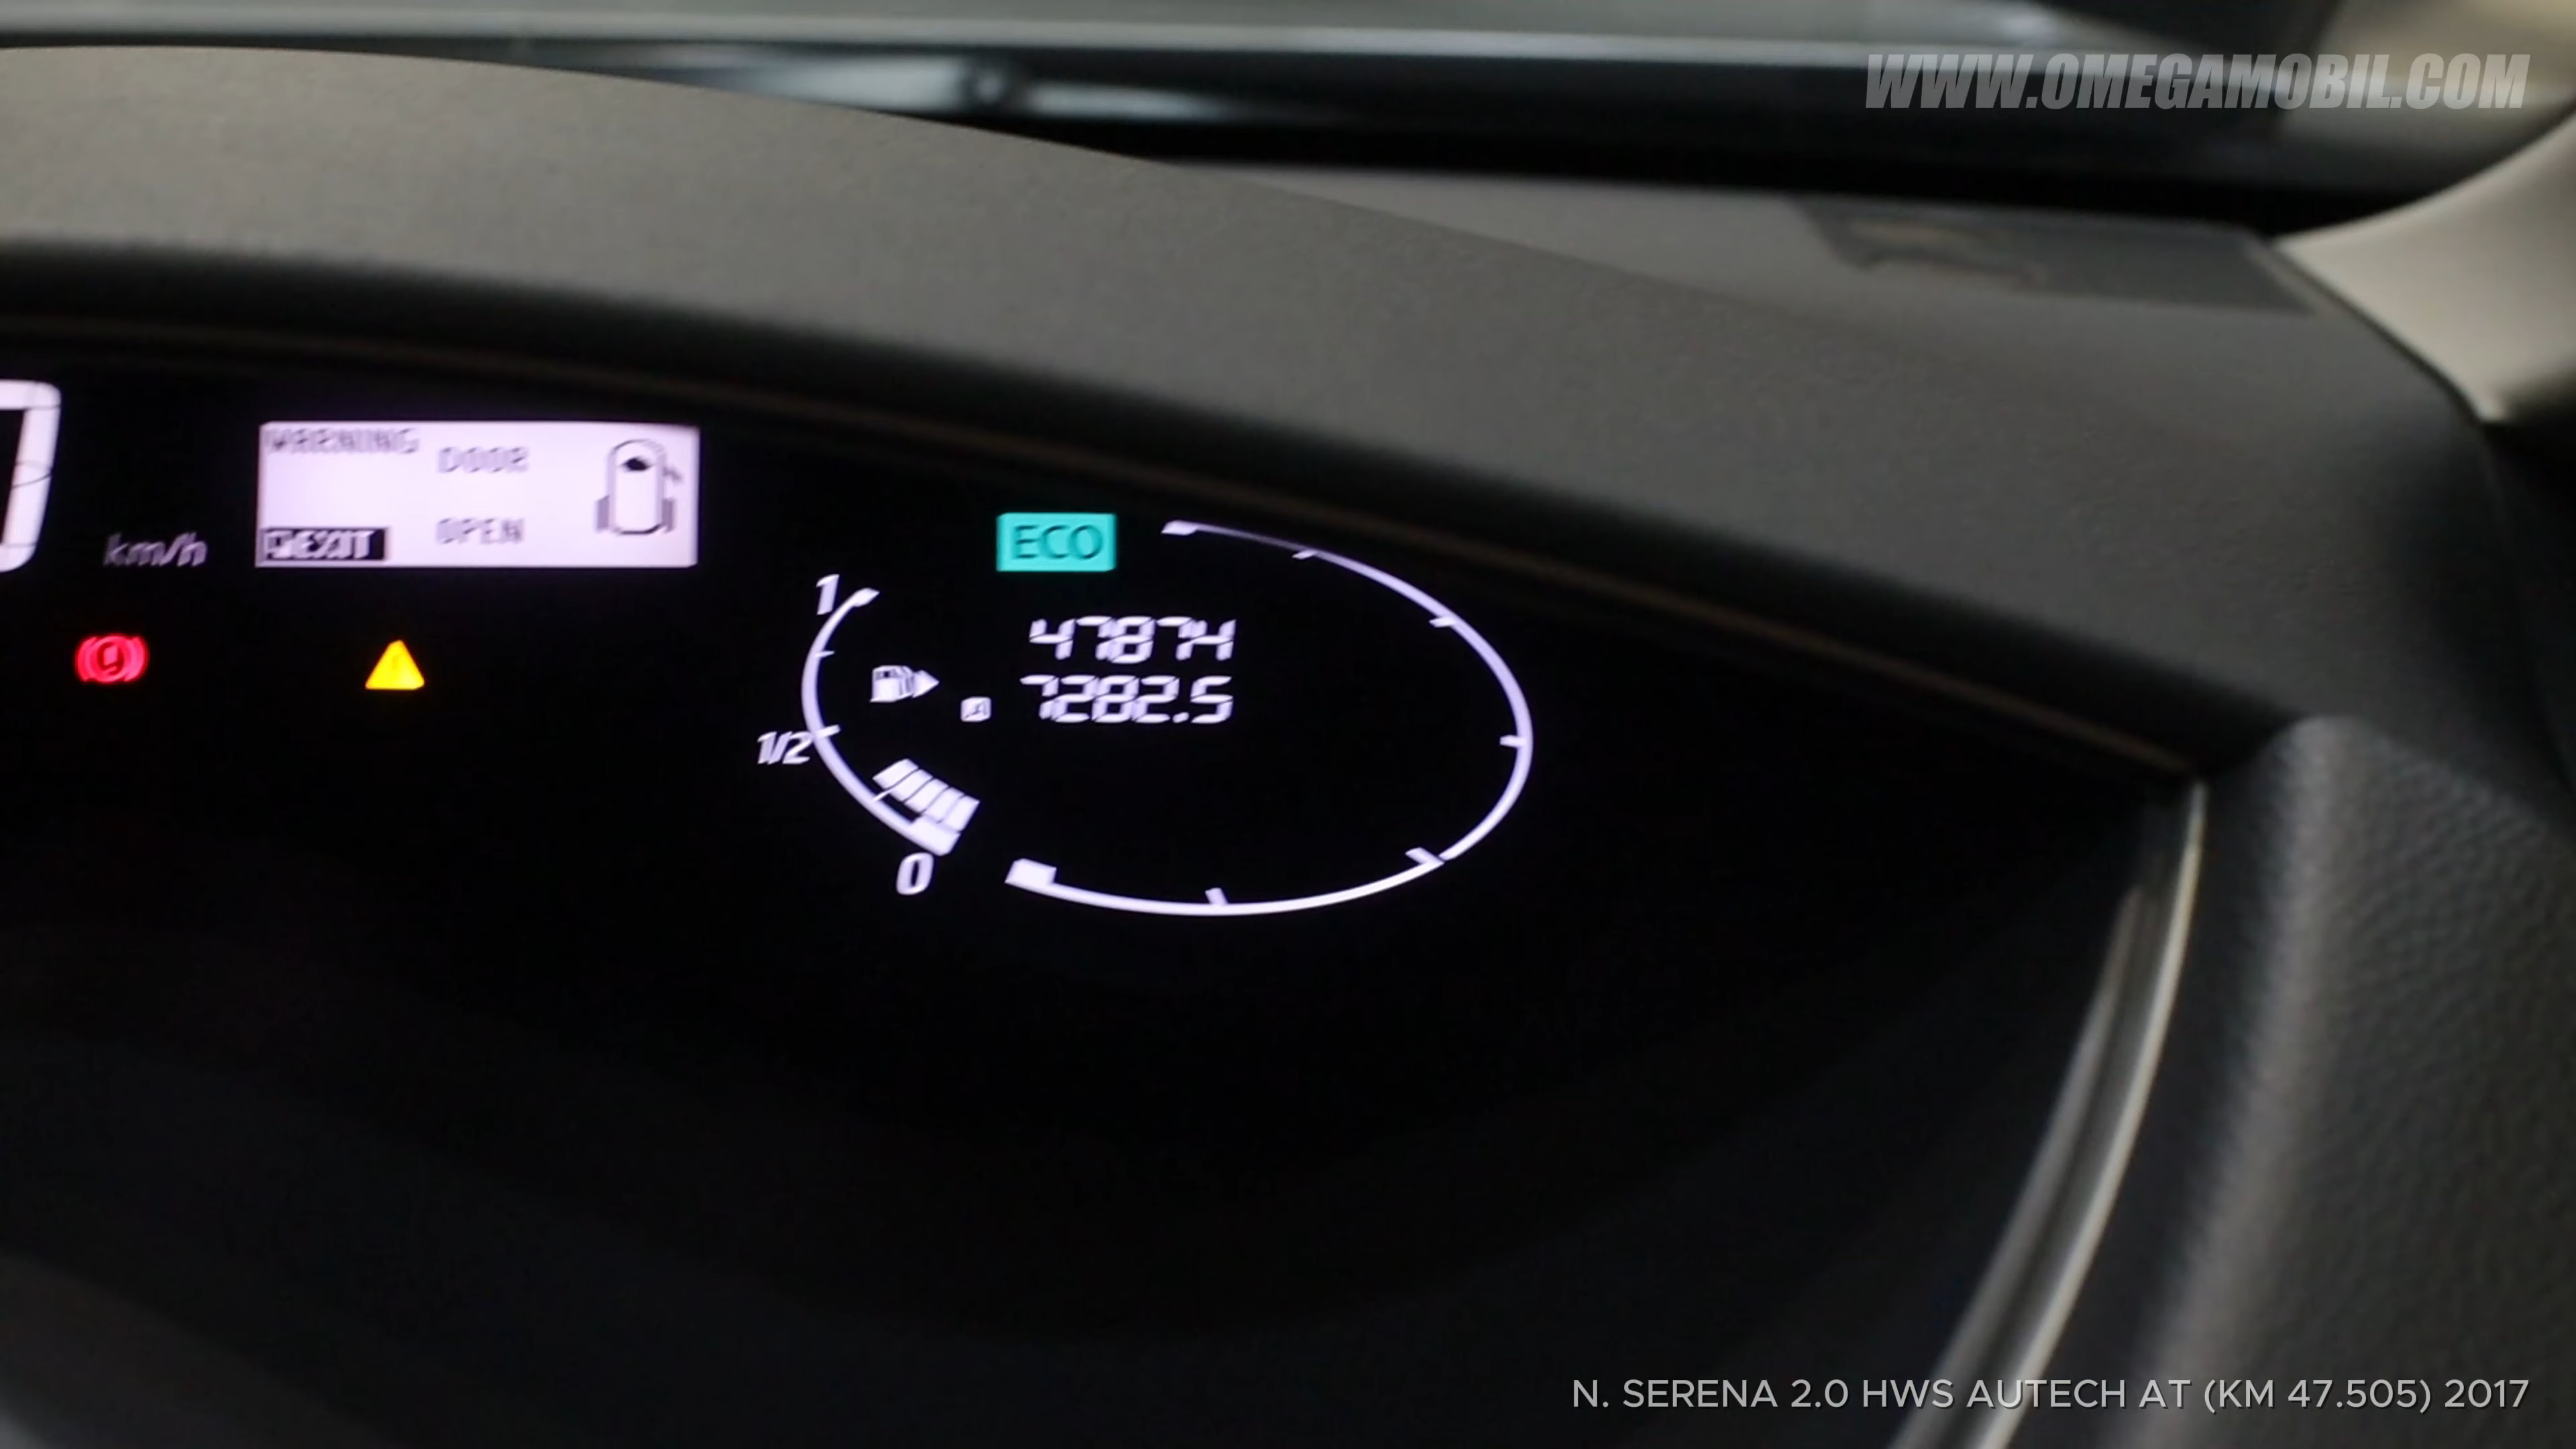 WWW.OMEGAMOBIL.COM
WARNING
DOOR
OPEN
EXIT
km/h
ECO
1
47874
A 7282.5
1/2
0
N. SERENA 2.0 HWS AUTECH AT (KM 47.505) 2017